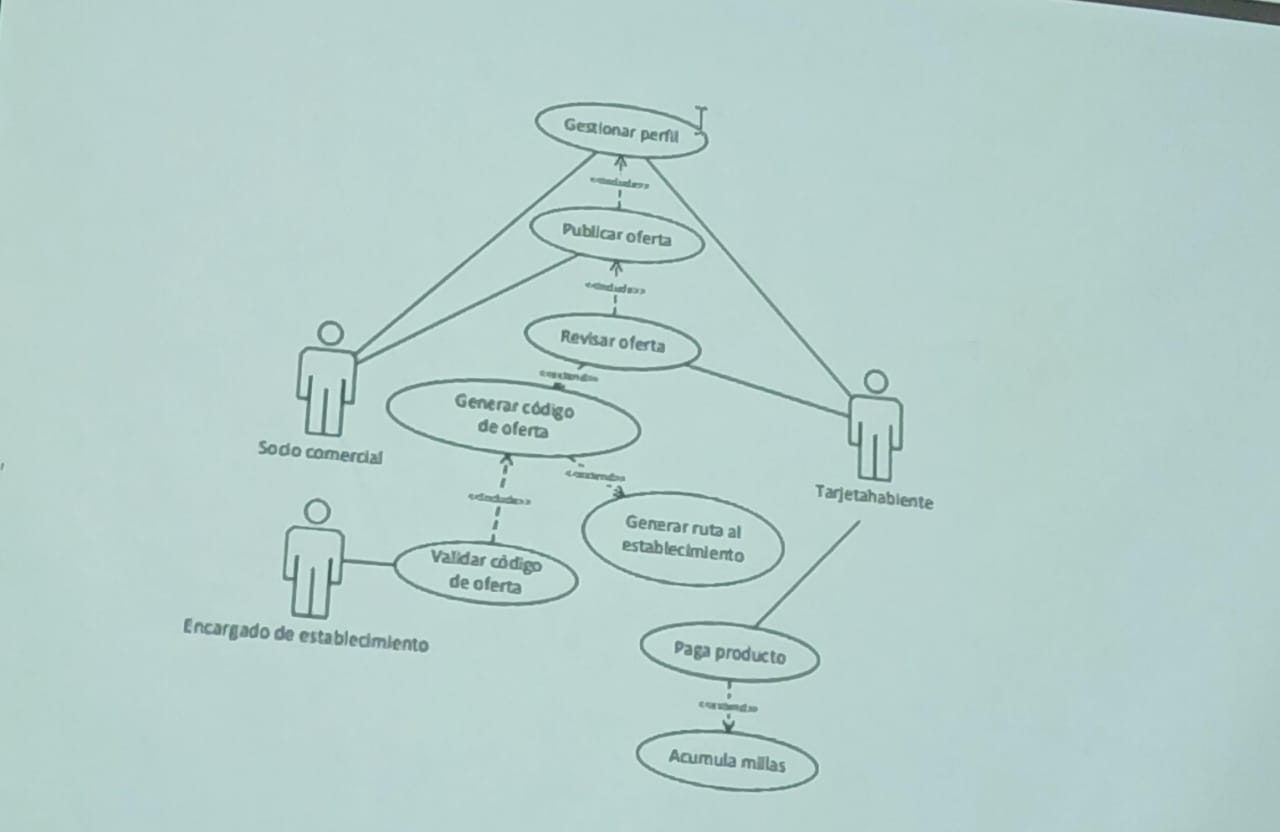 Gestionar perfil
<<include>>
Publicar oferta
<<include>>
Revisar oferta
<<extend>>
Generar código
de oferta
Socio comercial
<<extend>>
<<include>>
Tarjetahabiente
Generar ruta al
establecimiento
Validar código
de oferta
Encargado de establecimiento
Paga producto
<<extend>>
Acumula millas